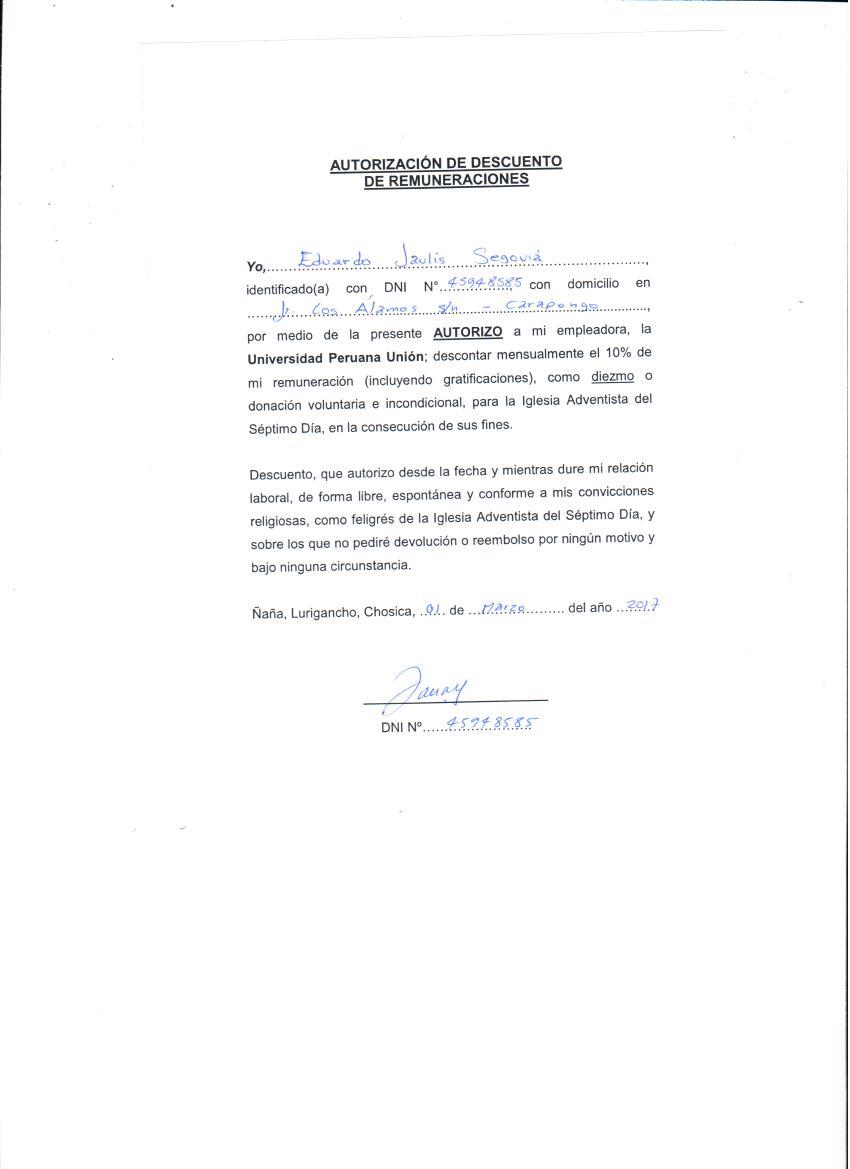 AUTORIZACIÓN DE DESCUENTO
DE REMUNERACIONES
Yo,..... Eduardo Jaulis Segovia ....................,
identificado(a) con DNI N°..45948585 con domicilio en
......Jr. Los Álamos s/n - Carapongo ............,
por medio de la presente AUTORIZO a mi empleadora, la
Universidad Peruana Unión; descontar mensualmente el 10% de
mi remuneración (incluyendo gratificaciones), como diezmo o
donación voluntaria e incondicional, para la Iglesia Adventista del
Séptimo Día, en la consecución de sus fines.
Descuento, que autorizo desde la fecha y mientras dure mi relación
laboral, de forma libre, espontánea y conforme a mis convicciones
religiosas, como feligrés de la Iglesia Adventista del Séptimo Día, y
sobre los que no pediré devolución o reembolso por ningún motivo y
bajo ninguna circunstancia.
Ñaña, Lurigancho, Chosica, ..01.. de ...Marzo......... del año ...2017
DNI Nº......45948585